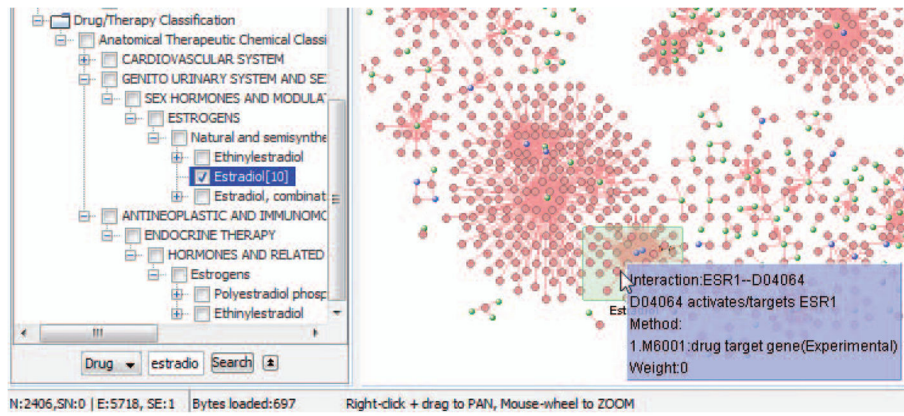 Drug/Therapy Classification
Anatomical Therapeutic Chemical Classi
CARDIOVASCULAR SYSTEM
GENITO URINARY SYSTEM AND SE
SEX HORMONES AND MODULA
ESTROGENS
Natural and semisynthe
Ethinylestradiol
Estradiol[10]
Estradiol, combinat
ANTINEOPLASTIC AND IMMUNOMO
ENDOCRINE THERAPY
HORMONES AND RELATED
Estrogens
Polyestradiol phosp
Ethinylestradiol
Drug estradio Search
Est
Interaction:ESR1--D04064
D04064 activates/targets ESR1
Method:
1.M6001:drug target gene(Experimental)
Weight:0
N:2406,SN:0 | E:5718, SE:1 Bytes loaded:697 Right-click + drag to PAN, Mouse-wheel to ZOOM